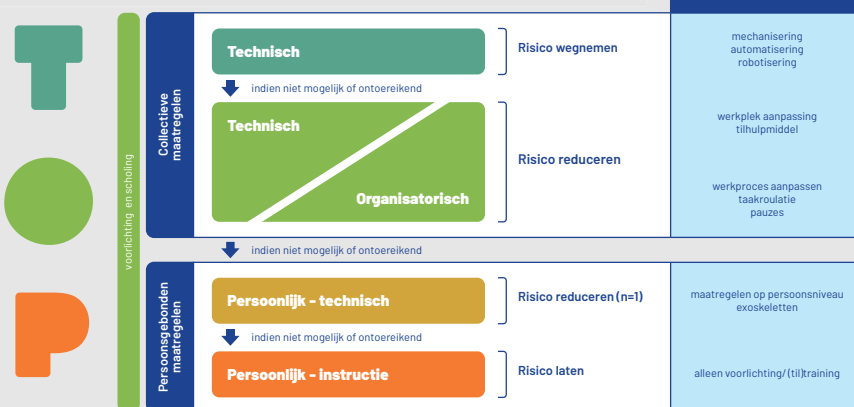 TOP
voorlichting en scholing
Collectieve
maatregelen
Technisch
Risico wegnemen
mechanisering
automatisering
robotisering
indien niet mogelijk of ontoereikend
Technisch
Organisatorisch
Risico reduceren
werkplek aanpassing
tilhulpmiddel
werkproces aanpassen
taakroulatie
pauzes
indien niet mogelijk of ontoereikend
Persoonsgebonden
maatregelen
Persoonlijk - technisch
Risico reduceren (n=1)
maatregelen op persoonsniveau
exoskeletten
indien niet mogelijk of ontoereikend
Persoonlijk - instructie
Risico laten
alleen voorlichting/(til)training